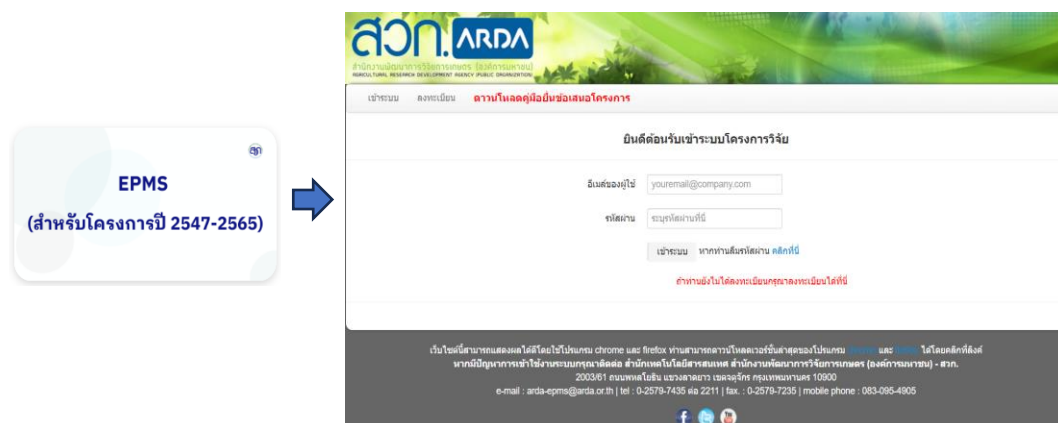 สวก
EPMS
(สำหรับโครงการปี 2547-2565)
สวก. ARDA
สำนักงานพัฒนาการวิจัยการเกษตร (องค์การมหาชน)
AGRICULTURAL RESEARCH DEVELOPMENT AGENCY (PUBLIC ORGANIZATION)
เข้าระบบ ลงทะเบียน ดาวน์โหลดคู่มือยื่นข้อเสนอโครงการ
ยินดีต้อนรับเข้าระบบโครงการวิจัย
อีเมล์ของผู้ใช้ youremail@company.com
รหัสผ่าน ระบุรหัสผ่านที่นี่
เข้าระบบ หากท่านลืมรหัสผ่าน คลิกที่นี่
ถ้าท่านยังไม่ได้ลงทะเบียนกรุณาลงทะเบียนได้ที่นี่
เว็บไซต์นี้สามารถแสดงผลได้ดีโดยใช้โปรแกรม chrome และ firefox ท่านสามารถดาวน์โหลดเวอร์ชั่นล่าสุดของโปรแกรม และ ได้โดยคลิกที่ลิงค์
หากมีปัญหาการเข้าใช้งานระบบกรุณาติดต่อ สำนักเทคโนโลยีสารสนเทศ สำนักงานพัฒนาการวิจัยการเกษตร (องค์การมหาชน) - สวก.
2003/61 ถนนพหลโยธิน แขวงลาดยาว เขตจตุจักร กรุงเทพมหานคร 10900
e-mail : arda-epms@arda.or.th | tel : 0-2579-7435 ต่อ 2211 | fax. : 0-2579-7235 | mobile phone : 083-095-4905